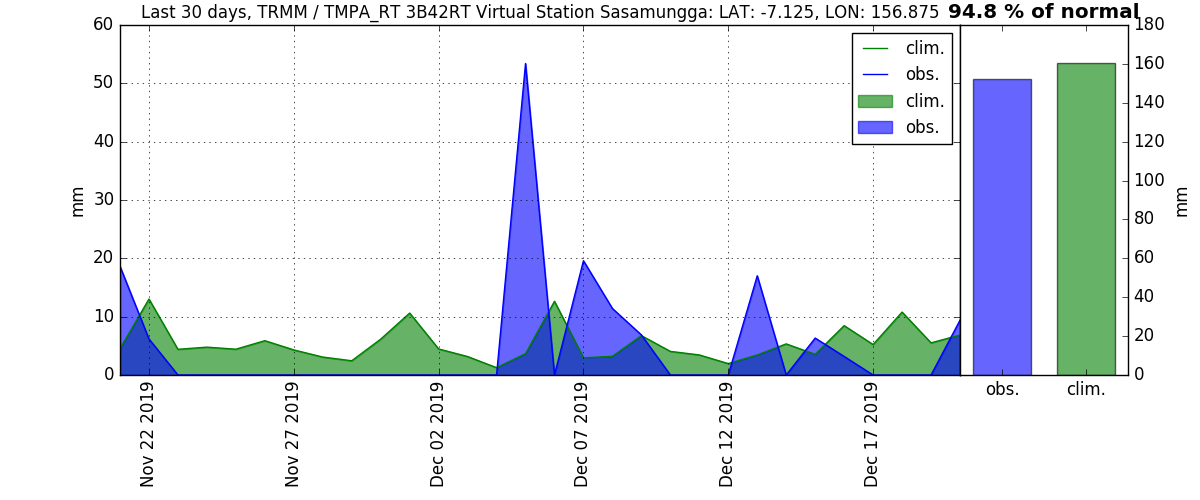 Last 30 days, TRMM / TMPA_RT 3B42RT Virtual Station Sasamungga: LAT: -7.125, LON: 156.875 94.8 % of normal
60
50
40
30
20
10
0
mm
clim.
obs.
clim.
obs.
180
160
140
120
100
80
60
40
20
0
mm
Nov 22 2019
Nov 27 2019
Dec 02 2019
Dec 07 2019
Dec 12 2019
Dec 17 2019
obs.
clim.